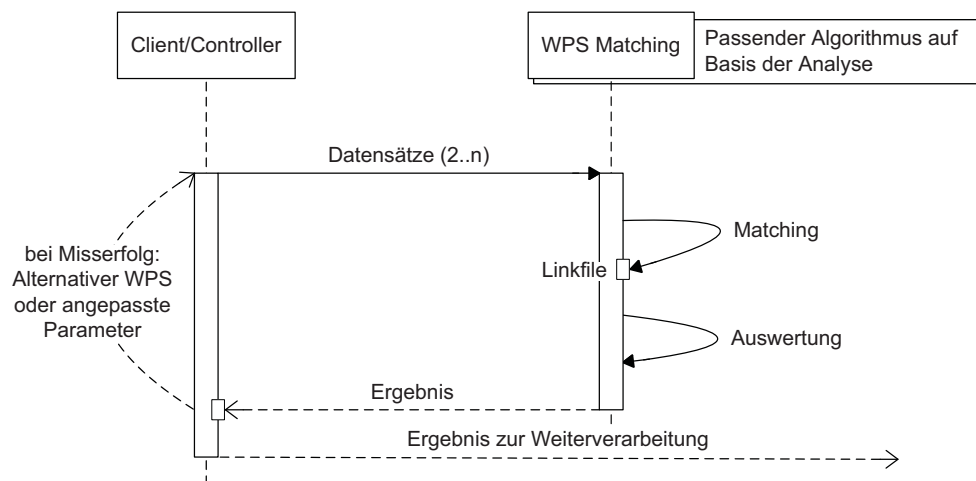 Client/Controller
WPS Matching
Passender Algorithmus auf
Basis der Analyse
Datensätze (2..n)
bei Misserfolg:
Alternativer WPS
oder angepasste
Parameter
Matching
Linkfile
Auswertung
Ergebnis
Ergebnis zur Weiterverarbeitung